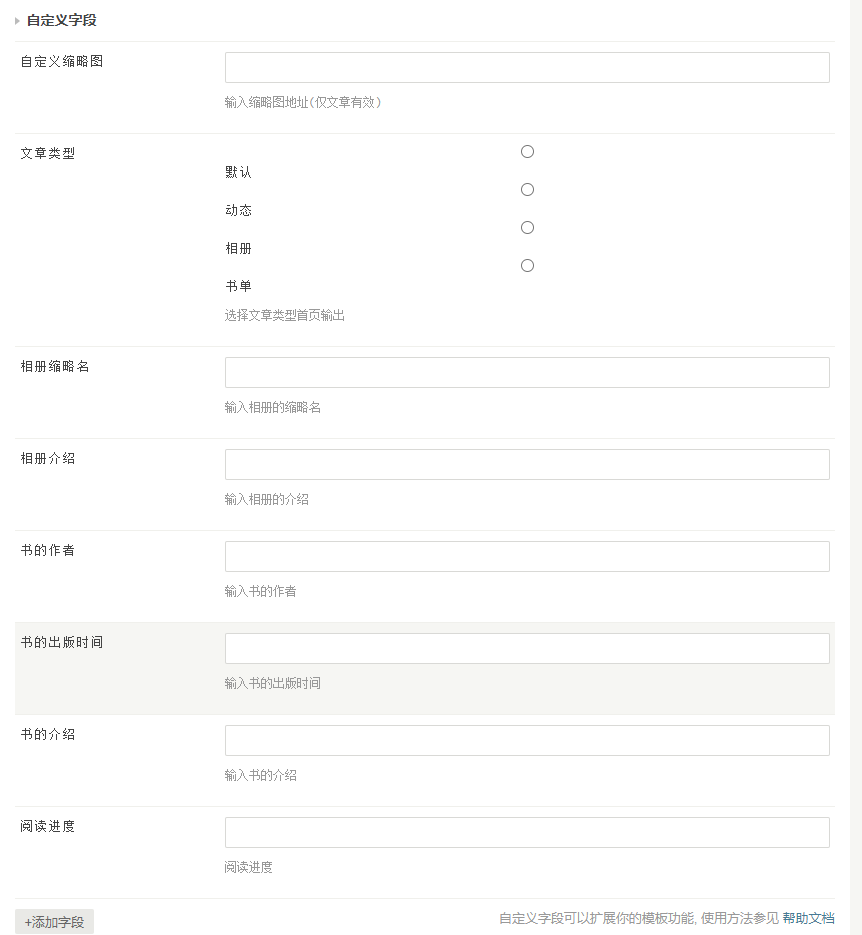 自定义字段
自定义缩略图
输入缩略图地址(仅文章有效)
文章类型
默认
动态
相册
书单
选择文章类型首页输出
相册缩略名
输入相册的缩略名
相册介绍
输入相册的介绍
书的作者
输入书的作者
书的出版时间
输入书的出版时间
书的介绍
输入书的介绍
阅读进度
阅读进度
+添加字段
自定义字段可以扩展你的模板功能, 使用方法参见 帮助文档